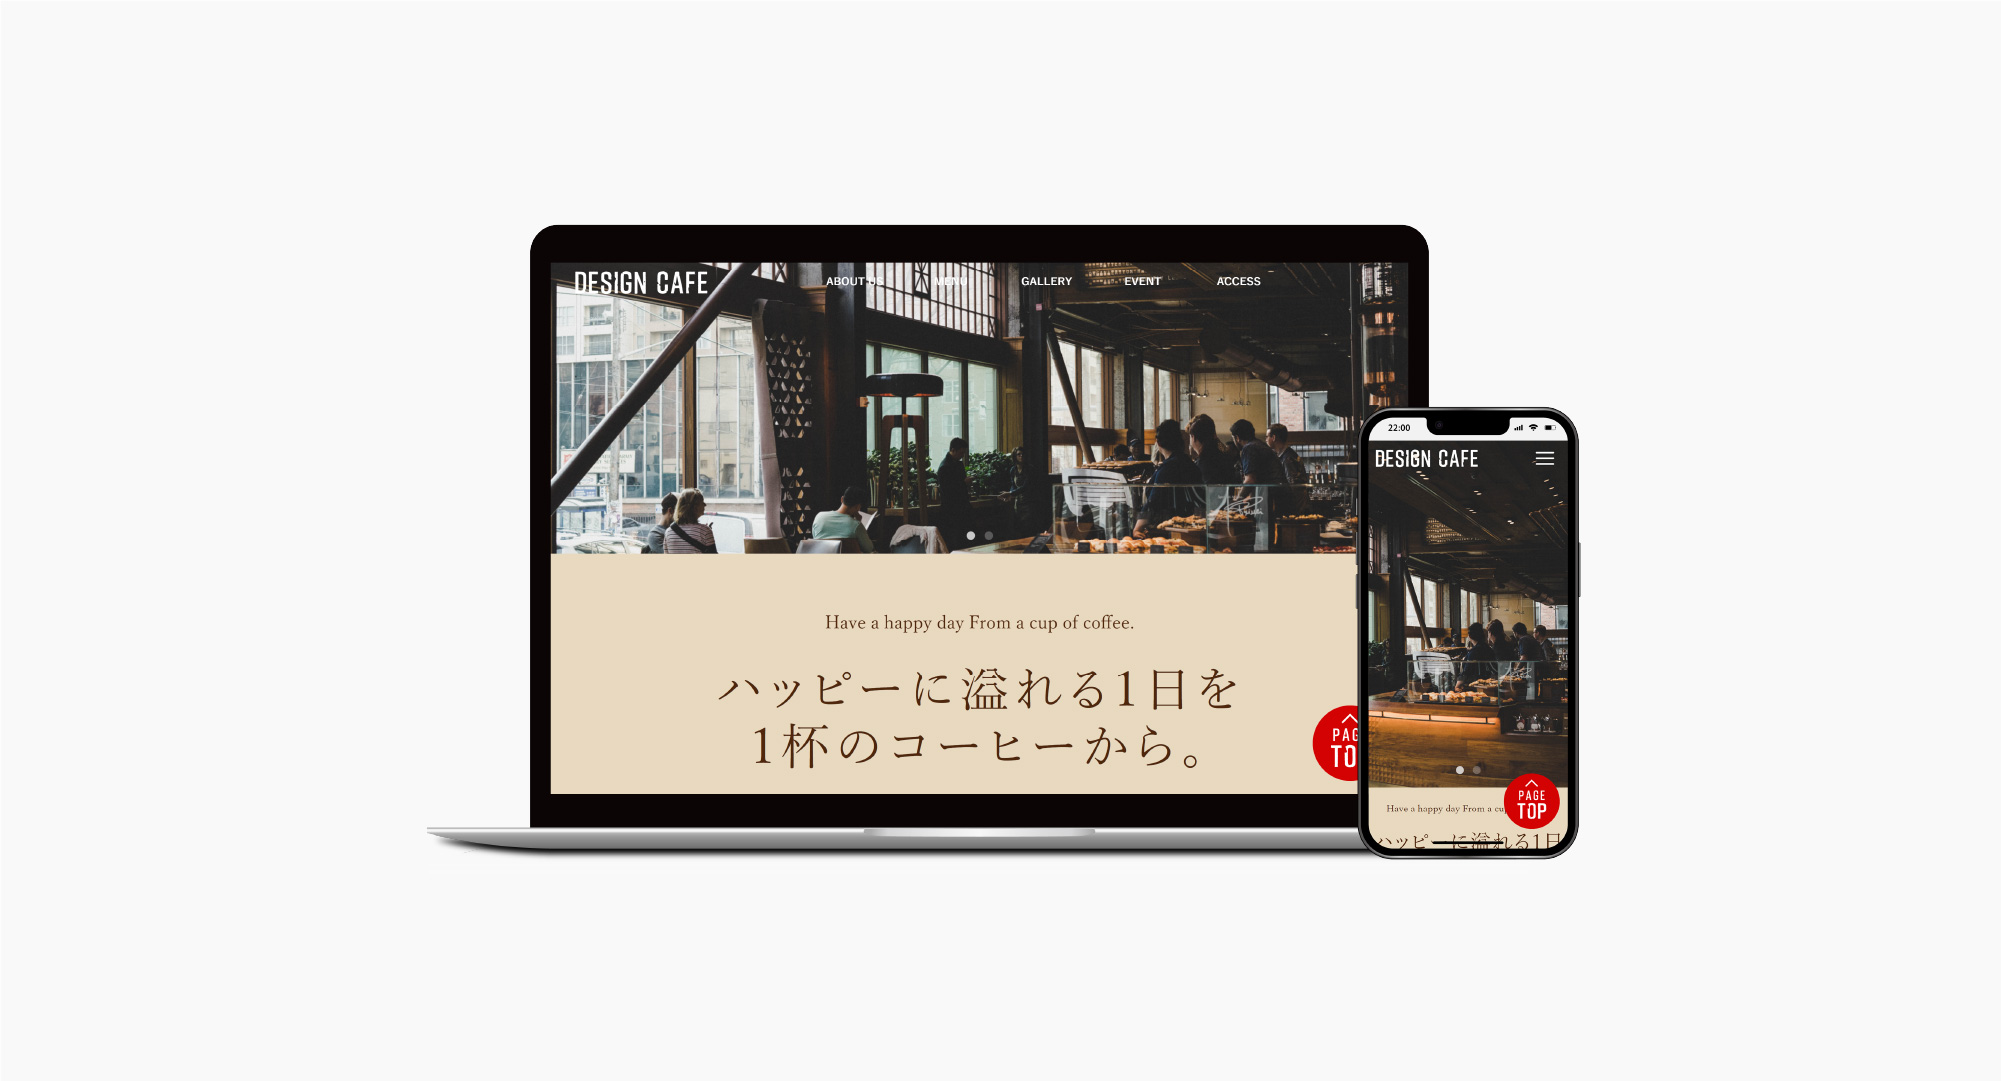 DESIGN CAFE
ABOUT US MENU GALLERY EVENT ACCESS
Have a happy day From a cup of coffee.
ハッピーに溢れる1日を
1杯のコーヒーから。
PAG
TO
22:00
DESIGN CAFE
Have a happy day From a cu
PAGE
TOP
ハッピーに溢れる1日